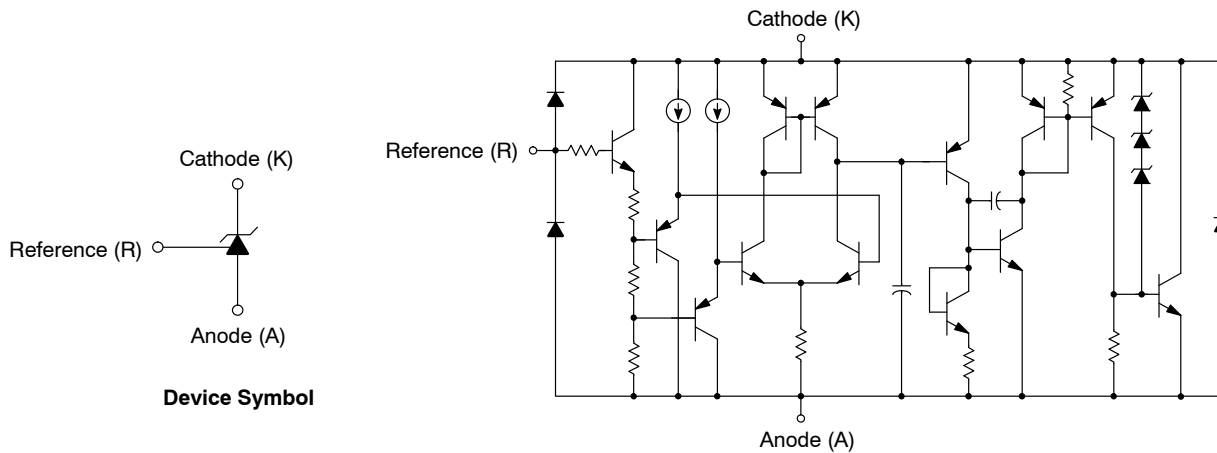 Cathode (K)
Reference (R)
Anode (A)
Device Symbol
Cathode (K)
Reference (R)
Anode (A)